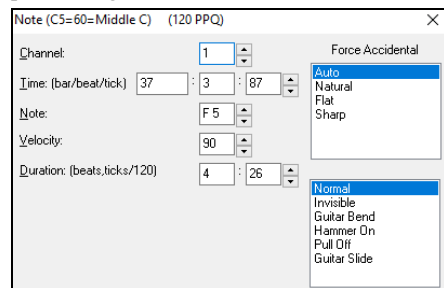 Note (C5=60=Middle C) (120 PPQ)
Channel: 1
Time: (bar/beat/tick) 37 : 3 : 87
Note: F 5
Velocity: 90
Duration: (beats,ticks/120) 4 : 26
Force Accidental
Auto
Natural
Flat
Sharp
Normal
Invisible
Guitar Bend
Hammer On
Pull Off
Guitar Slide